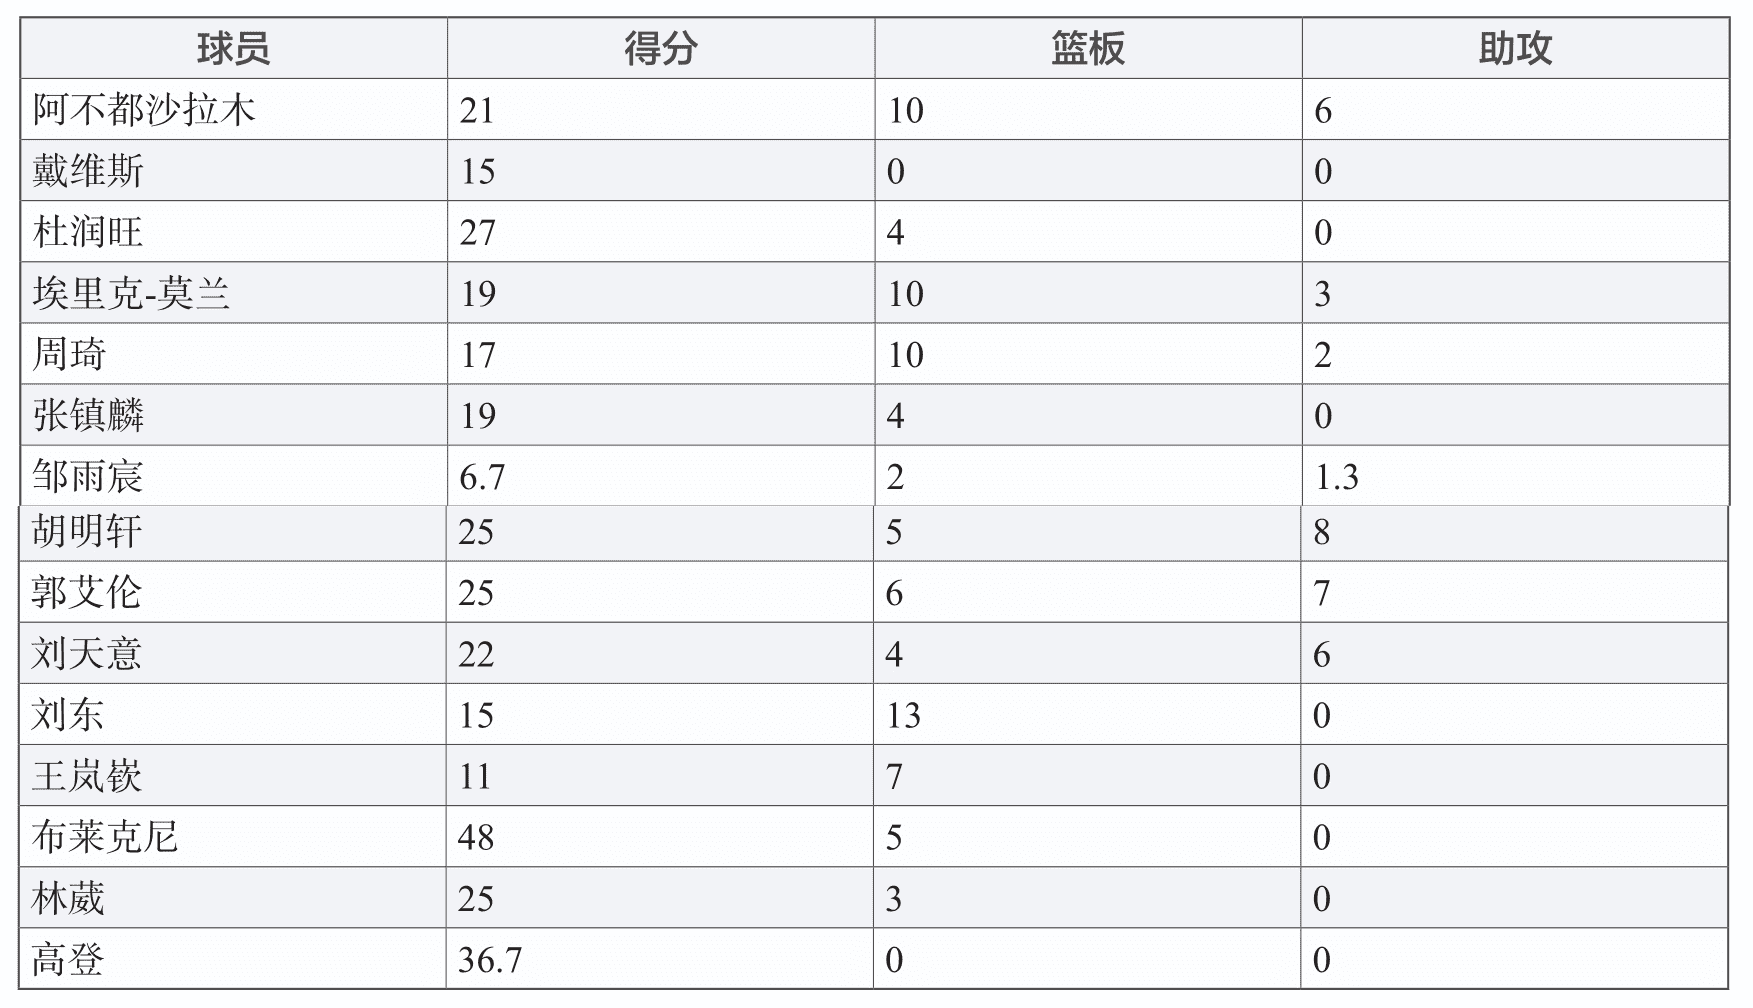 球员 得分 篮板 助攻
阿不都沙拉木 21 10 6
戴维斯 15 0 0
杜润旺 27 4 0
埃里克-莫兰 19 10 3
周琦 17 10 2
张镇麟 19 4 0
邹雨宸 6.7 2 1.3
胡明轩 25 5 8
郭艾伦 25 6 7
刘天意 22 4 6
刘东 15 13 0
王岚嵚 11 7 0
布莱克尼 48 5 0
林葳 25 3 0
高登 36.7 0 0